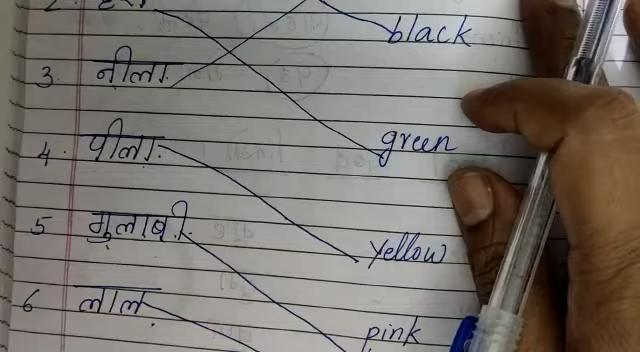 black
3. नीला.
green
4. पीला.
yellow
5 गुलाबी.
pink
6 लाल.